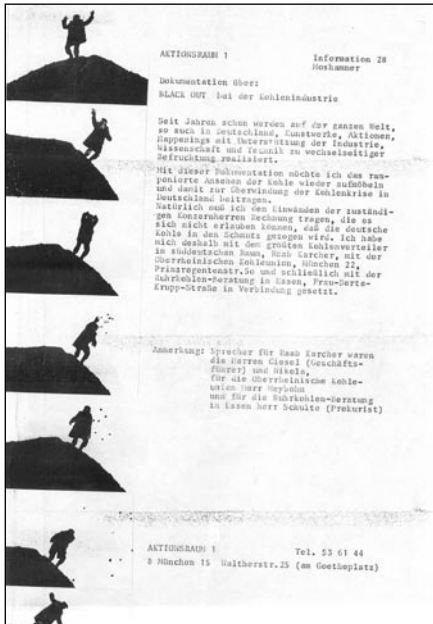 AKTIONSRAUM 1 Information 28
Moshammer
Dokumentation über:
BLACK OUT bei der Kohlenindustrie
Seit Jahren schon werden auf der ganzen Welt,
so auch in Deutschland, Kunstwerke, Aktionen,
Happenings mit Unterstützung der Industrie,
Wissenschaft und Technik zu wechselseitiger
Befruchtung realisiert.
Mit dieser Dokumentation möchte ich das ram-
ponierte Ansehen der Kohle wieder aufmöbeln
und damit zur Überwindung der Kohlenkrise in
Deutschland beitragen.
Natürlich muß ich den Einwänden der zuständi-
gen Konzernherren Rechnung tragen, die es
sich nicht erlauben können, daß die deutsche
Kohle in den Schmutz gezogen wird. Ich habe
mich deshalb mit dem größten Kohlenverteiler
im süddeutschen Raum, Raab Karcher, mit der
Oberrheinischen Kohleunion, München 22,
Prinzregentenstr. und schließlich mit der
Ruhrkohlen-Beratung in Essen, Frau-Berta-
Krupp-Straße in Verbindung gesetzt.
Anmerkung: Sprecher für Raab Karcher waren
die Herren Ciesel (Geschäfts-
führer) und
für die Oberrheinische Kohle-
union Herr
und für die Ruhrkohlen-Beratung
in Essen Herr Schulte (Prokurist)
AKTIONSRAUM 1 Tel. 53 61 44
8 München 15 Waltherstr.25 (am Goetheplatz)